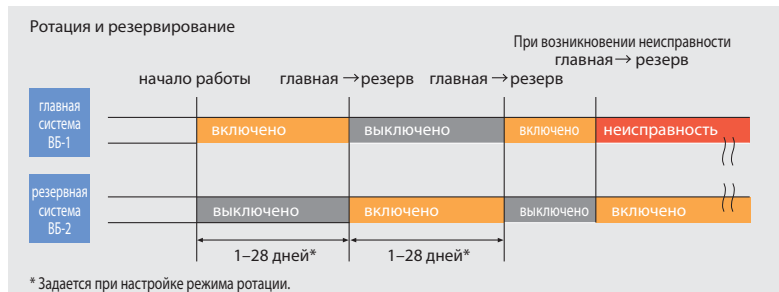 Ротация и резервирование
При возникновении неисправности
главная → резерв
начало работы главная → резерв главная → резерв
главная
система
ВБ-1
включено выключено включено неисправность
резервная
система
ВБ-2
выключено включено выключено включено
1–28 дней* 1–28 дней*
* Задается при настройке режима ротации.